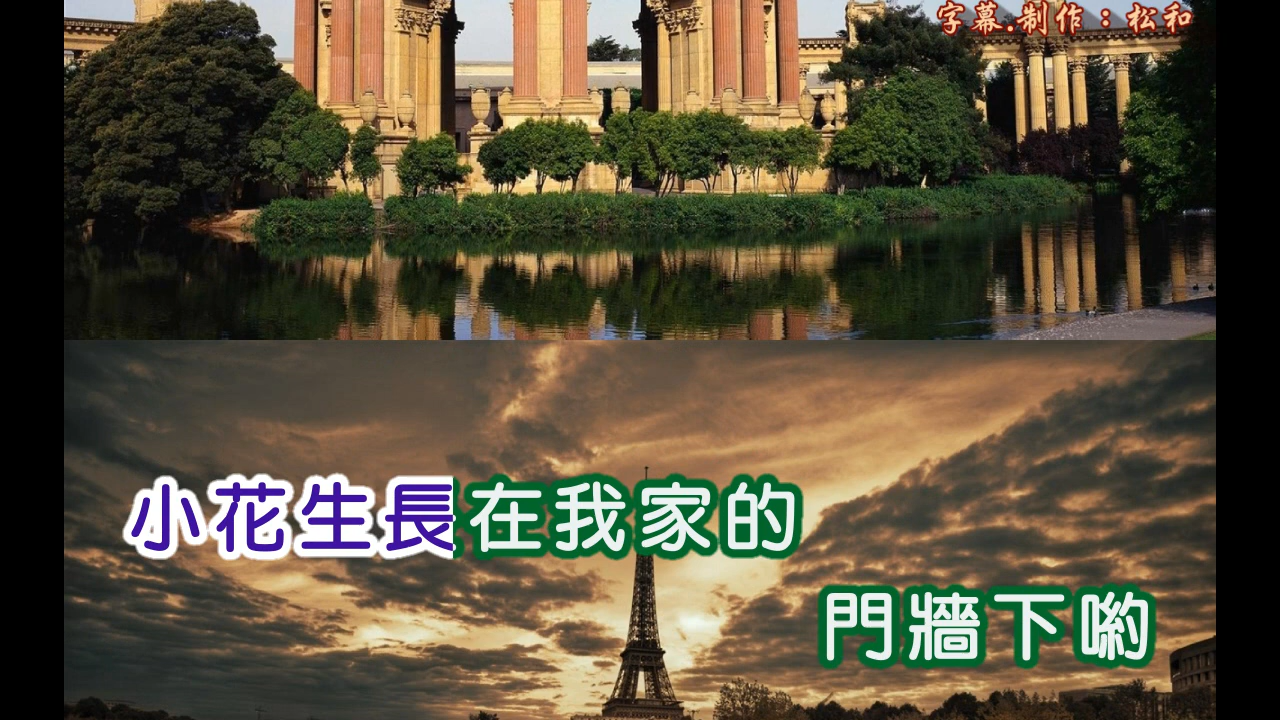 字幕.制作：松和
小花生長在我家的
門牆下喲